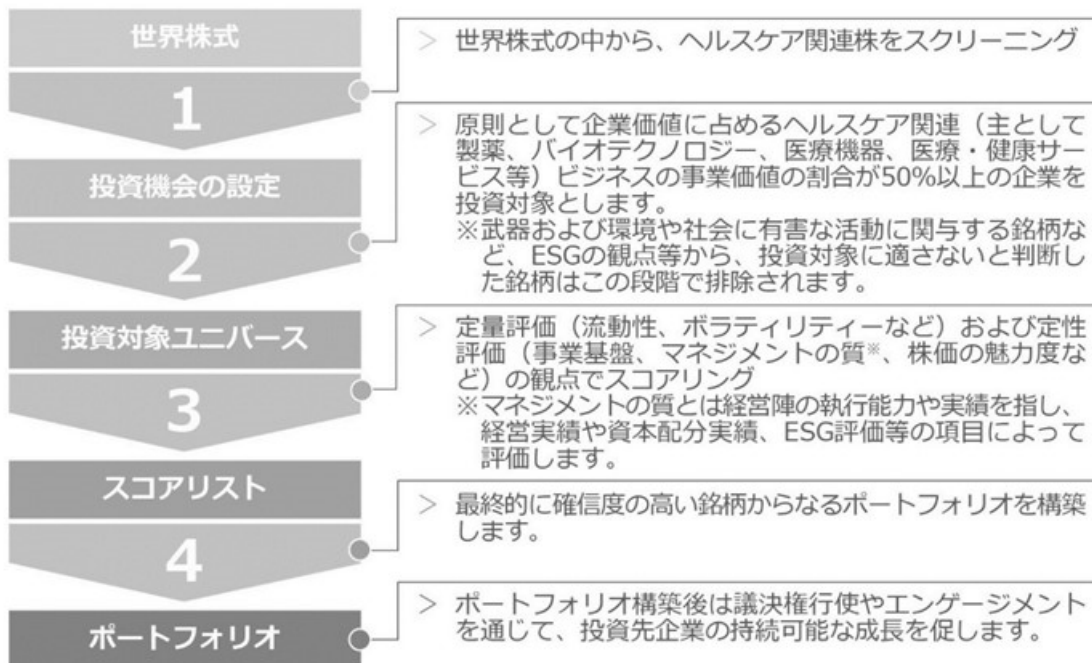 世界株式
＞ 世界株式の中から、ヘルスケア関連株をスクリーニング
1
投資機会の設定
＞ 原則として企業価値に占めるヘルスケア関連（主として
製薬、バイオテクノロジー、医療機器、医療・健康サー
ビス等）ビジネスの事業価値の割合が50%以上の企業を
投資対象とします。
※武器および環境や社会に有害な活動に関与する銘柄な
ど、ESGの観点等から、投資対象に適さないと判断し
た銘柄はこの段階で排除されます。
2
投資対象ユニバース
＞ 定量評価（流動性、ボラティリティーなど）および定性
評価（事業基盤、マネジメントの質※、株価の魅力度な
ど）の観点でスコアリング
※マネジメントの質とは経営陣の執行能力や実績を指し、
経営実績や資本配分実績、ESG評価等の項目によって
評価します。
3
スコアリスト
＞ 最終的に確信度の高い銘柄からなるポートフォリオを構築
します。
4
ポートフォリオ
＞ ポートフォリオ構築後は議決権行使やエンゲージメント
を通じて、投資先企業の持続可能な成長を促します。